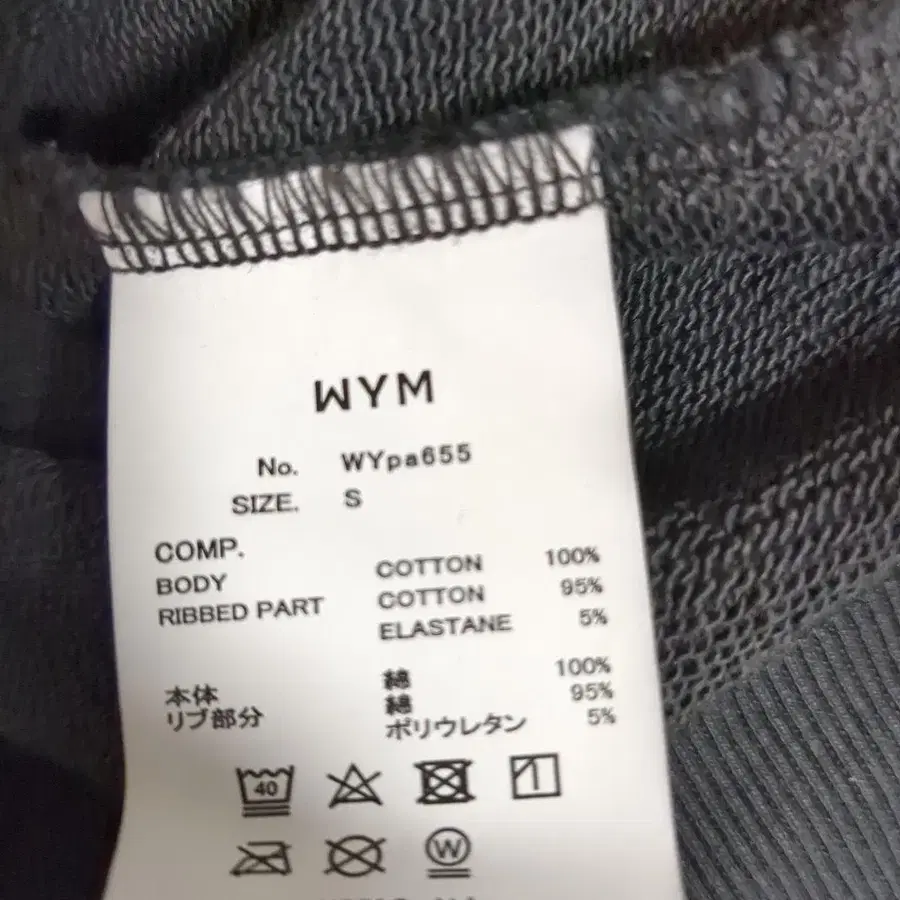 WYM
No. WYpa655
SIZE. S
COMP.
BODY COTTON 100%
RIBBED PART COTTON 95%
ELASTANE 5%
本体 綿 100%
リブ部分 綿 95%
ポリウレタン 5%
40
W